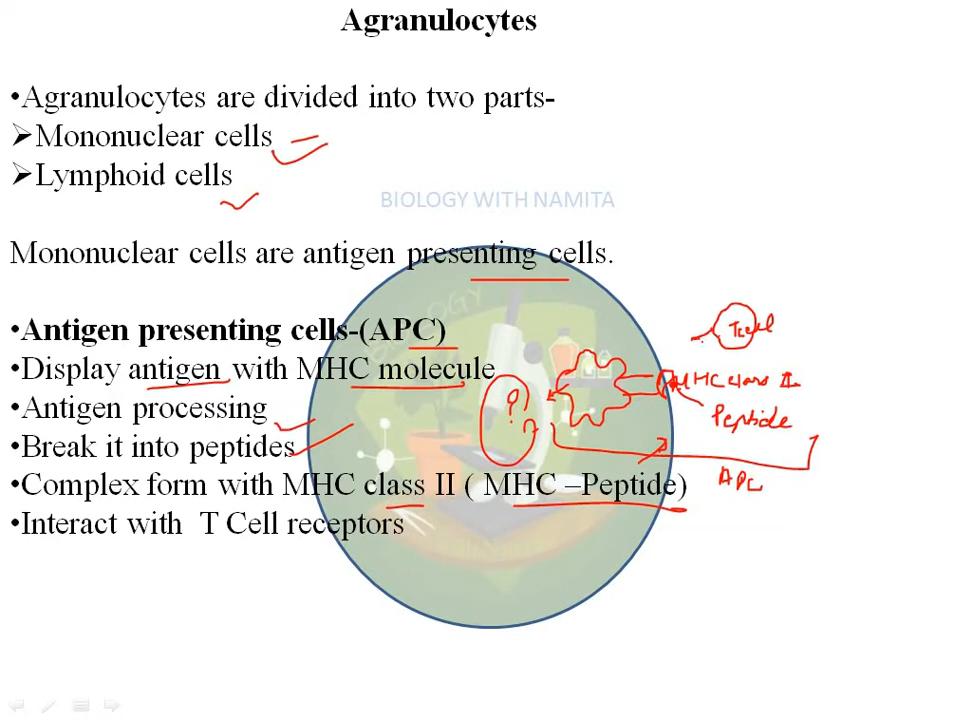 Agranulocytes
•Agranulocytes are divided into two parts-
➢Mononuclear cells
➢Lymphoid cells
BIOLOGY WITH NAMITA
Mononuclear cells are antigen presenting cells.
•Antigen presenting cells-(APC)
T cell
•Display antigen with MHC molecule
MHC class II
•Antigen processing
Peptide
•Break it into peptides
•Complex form with MHC class II ( MHC –Peptide)
APC
•Interact with T Cell receptors